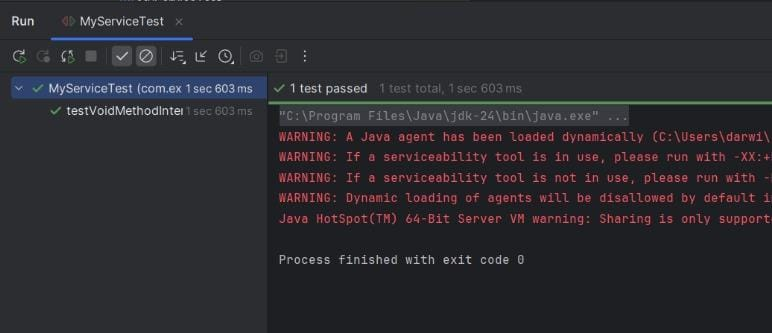 Run
MyServiceTest
MyServiceTest (com.ex 1 sec 603 ms
testVoidMethodInter 1 sec 603 ms
1 test passed 1 test total, 1 sec 603 ms
"C:\Program Files\Java\jdk-24\bin\java.exe" ...
WARNING: A Java agent has been loaded dynamically (C:\Users\darwi\
WARNING: If a serviceability tool is in use, please run with -XX:+
WARNING: If a serviceability tool is not in use, please run with -
WARNING: Dynamic loading of agents will be disallowed by default i
Java HotSpot(TM) 64-Bit Server VM warning: Sharing is only support
Process finished with exit code 0